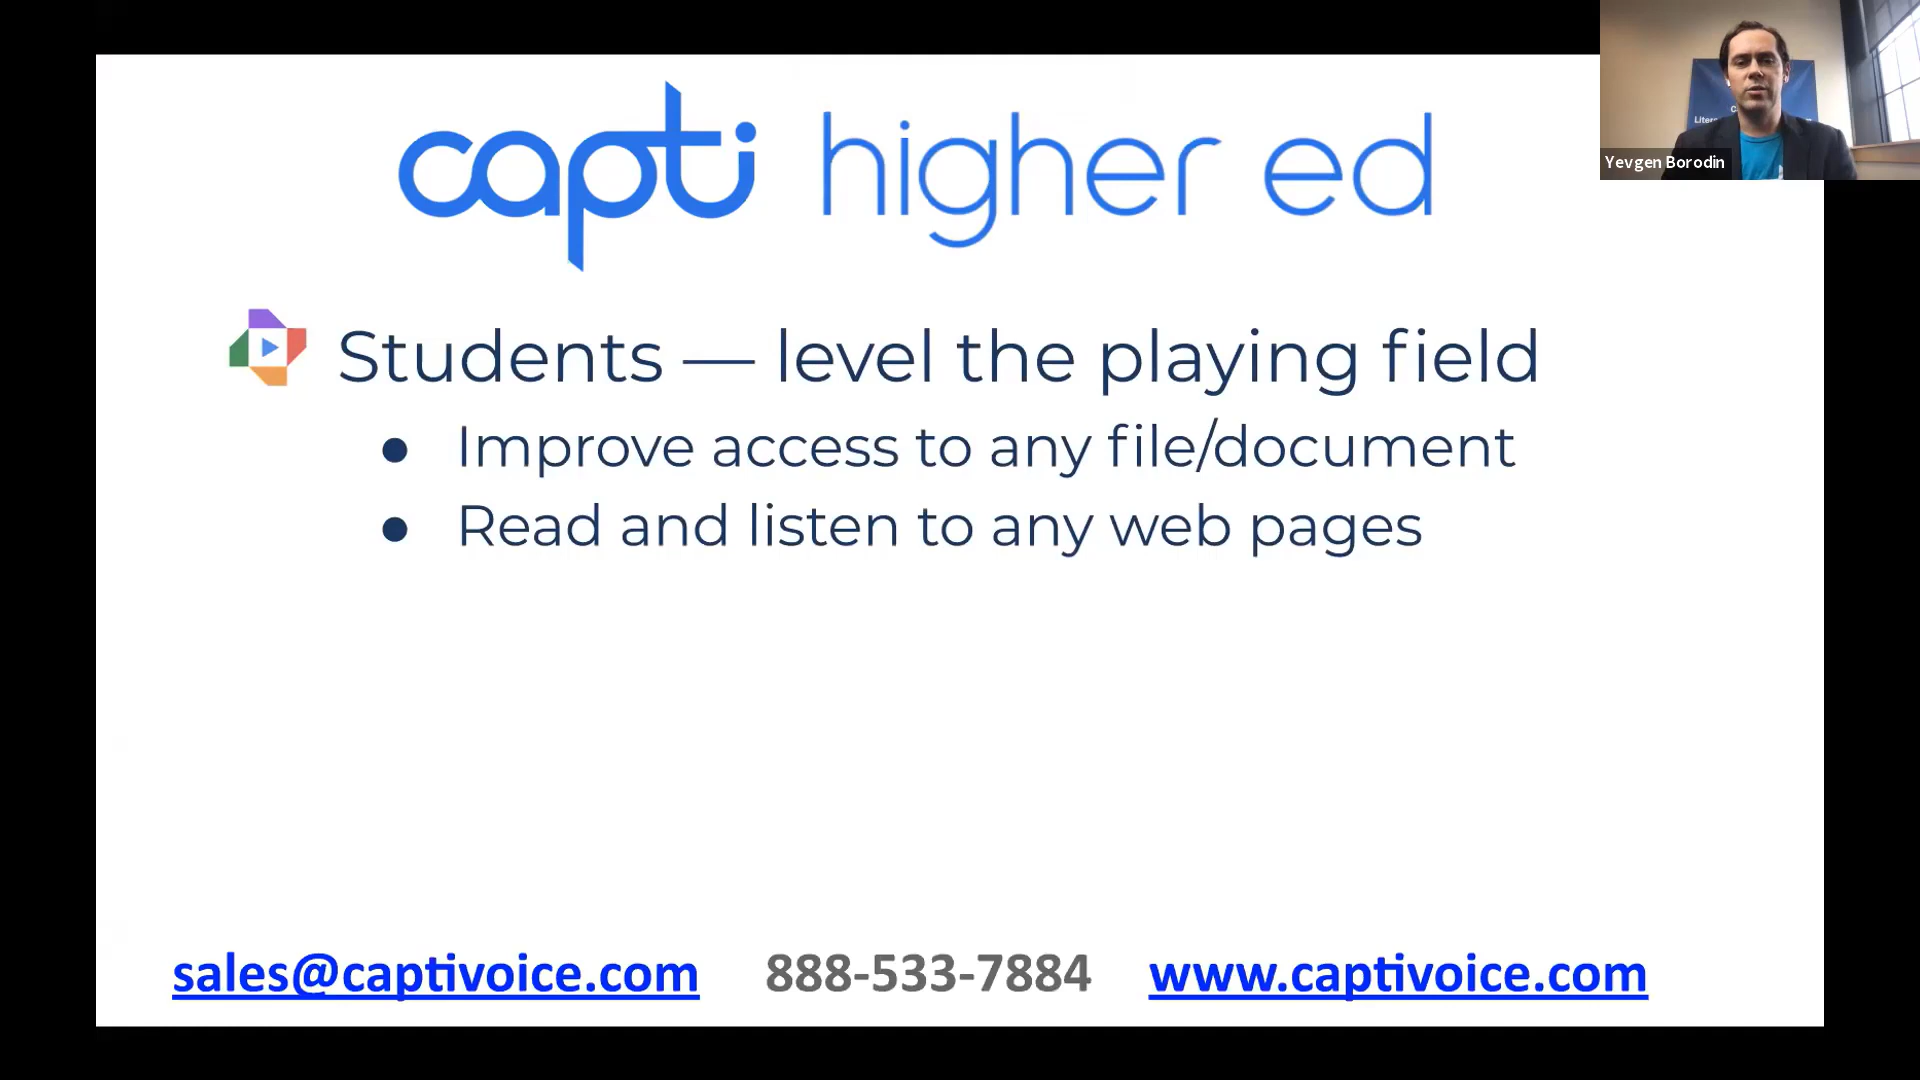 capti higher ed
Students — level the playing field
● Improve access to any file/document
● Read and listen to any web pages
sales@captivoice.com 888-533-7884 www.captivoice.com
Yevgen Borodin